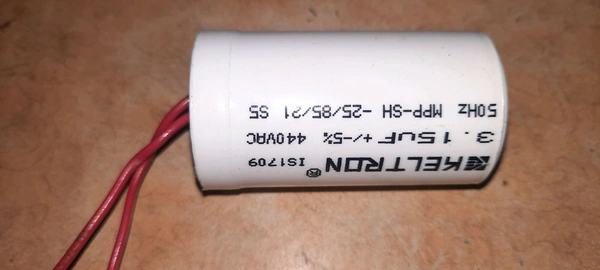 KELTRON® IS1709
3.15uF +/-5% 440VAC
50Hz MPP-SH -25/85/21 S5